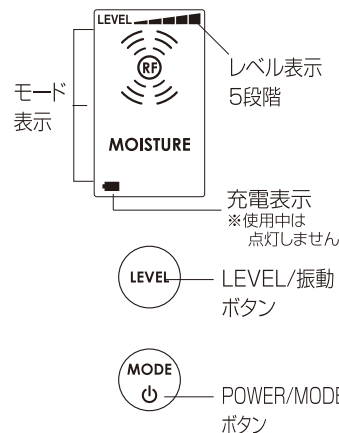 LEVEL
RF
MOISTURE
モード
表示
レベル表示
5段階
充電表示
※使用中は
点灯しません
LEVEL
LEVEL/振動
ボタン
MODE
POWER/MODE
ボタン